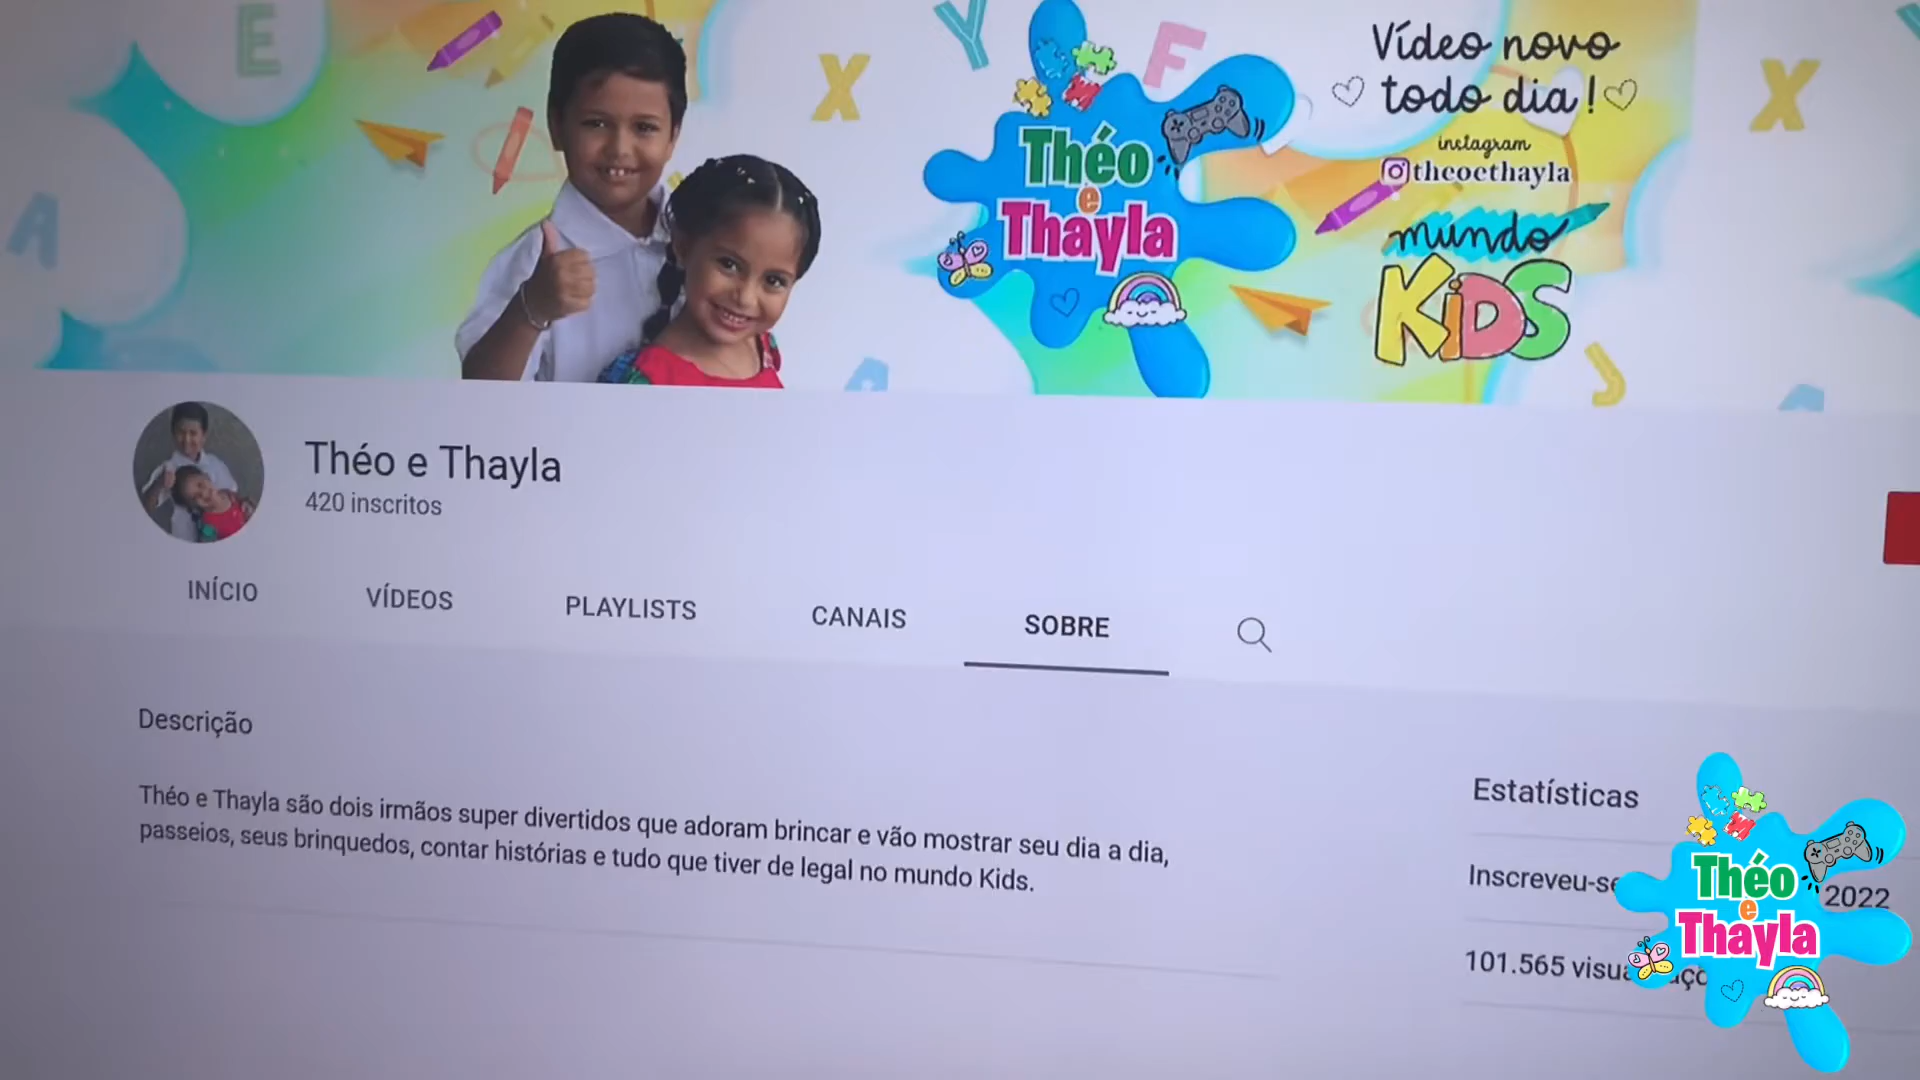 Vídeo novo
todo dia!
instagram
theoethayla
mundo
KiDS
Théo
e
Thayla
Théo e Thayla
420 inscritos
INÍCIO VÍDEOS PLAYLISTS CANAIS SOBRE
Descrição
Théo e Thayla são dois irmãos super divertidos que adoram brincar e vão mostrar seu dia a dia,
passeios, seus brinquedos, contar histórias e tudo que tiver de legal no mundo Kids.
Estatísticas
Inscreveu-se 2022
101.565
Théo
e
Thayla